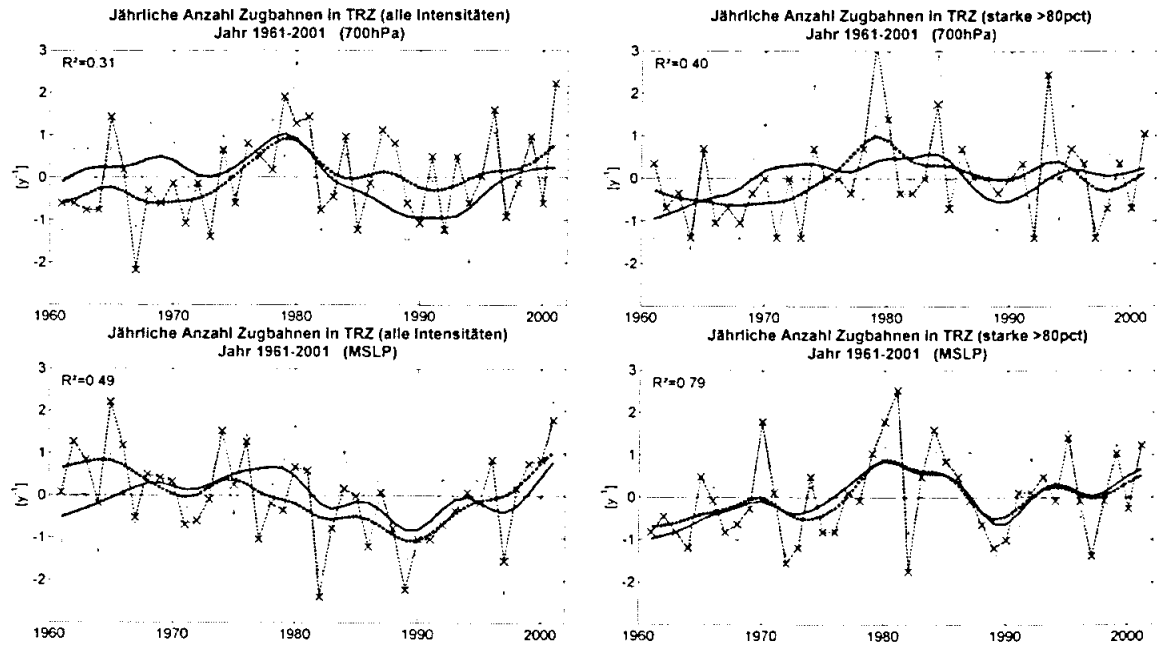 Jährliche Anzahl Zugbahnen in TRZ (alle Intensitäten)
Jahr 1961-2001 (700hPa)
R²=0.31
3
2
1
0
-1
-2
[y⁻¹]
1960
1970
1980
1990
2000
Jährliche Anzahl Zugbahnen in TRZ (starke >80pct)
Jahr 1961-2001 (700hPa)
R²=0.40
3
2
1
0
-1
-2
[y⁻¹]
1960
1970
1980
1990
2000
Jährliche Anzahl Zugbahnen in TRZ (alle Intensitäten)
Jahr 1961-2001 (MSLP)
R²=0.49
3
2
1
0
-1
-2
[y⁻¹]
1960
1970
1980
1990
2000
Jährliche Anzahl Zugbahnen in TRZ (starke >80pct)
Jahr 1961-2001 (MSLP)
R²=0.79
3
2
1
0
-1
-2
[y⁻¹]
1960
1970
1980
1990
2000